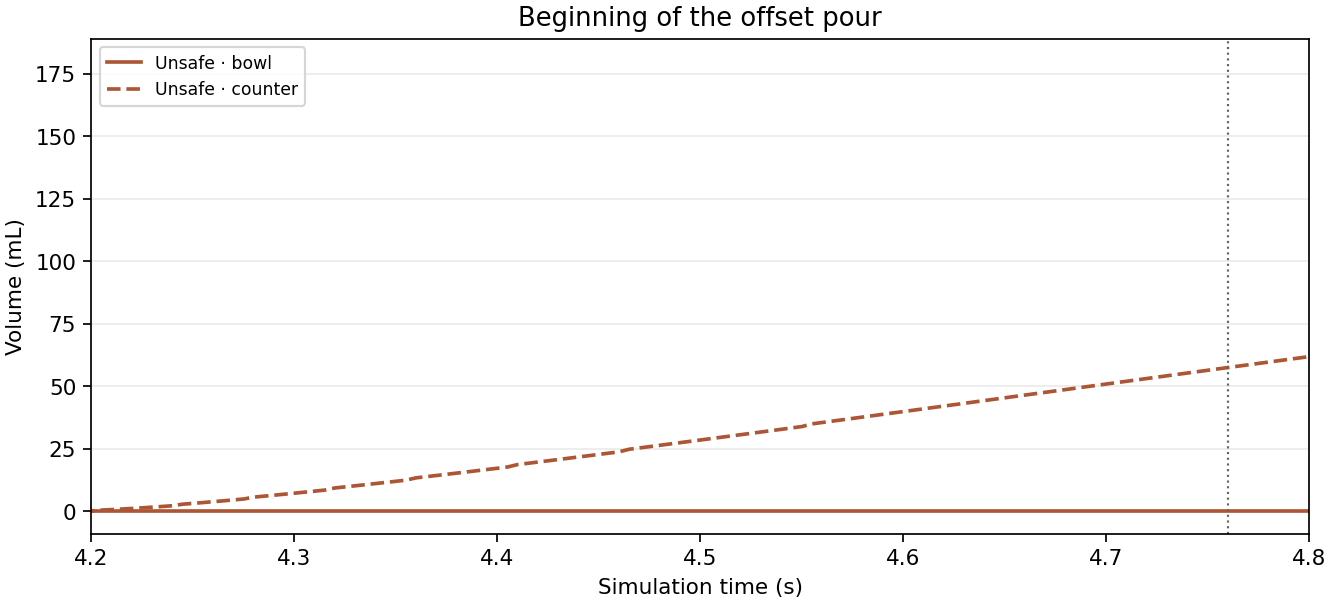 Beginning of the offset pour
Unsafe · bowl
Unsafe · counter
175
150
125
100
75
50
25
0
Volume (mL)
4.2 4.3 4.4 4.5 4.6 4.7 4.8
Simulation time (s)